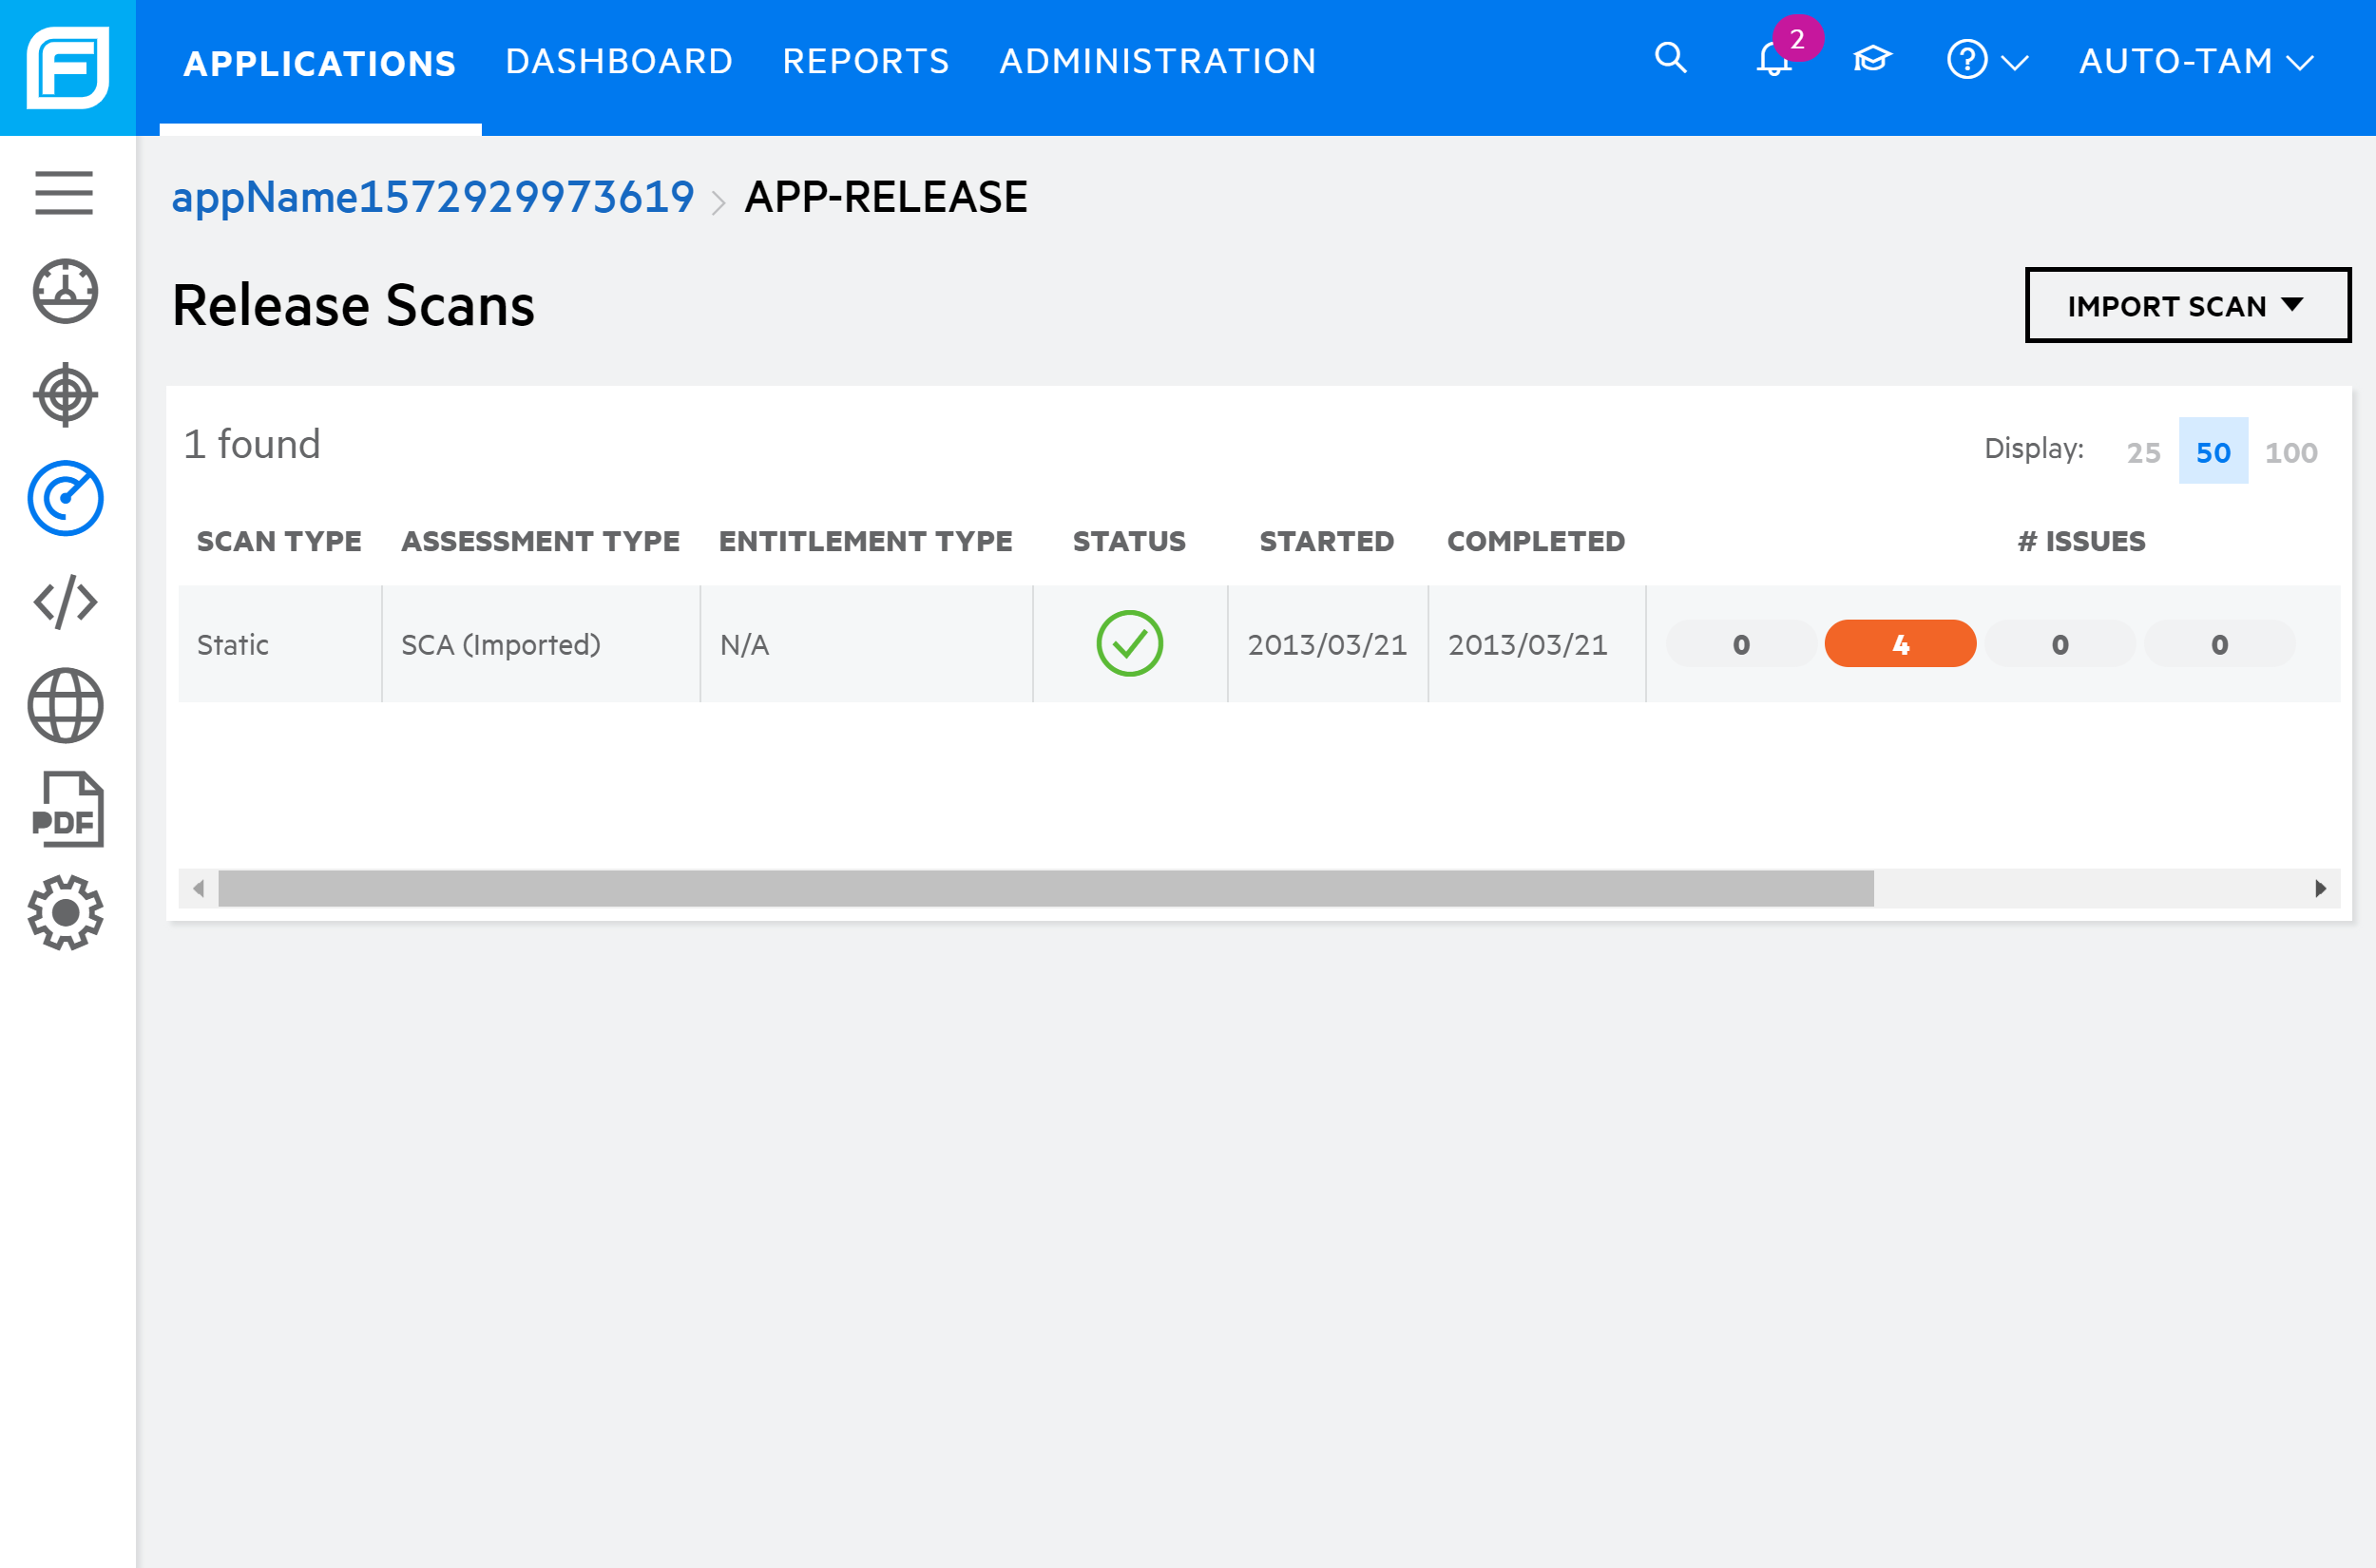 APPLICATIONS DASHBOARD REPORTS ADMINISTRATION 2 ? AUTO-TAM
appName1572929973619 > APP-RELEASE
Release Scans
IMPORT SCAN
1 found
Display: 25 50 100
SCAN TYPE ASSESSMENT TYPE ENTITLEMENT TYPE STATUS STARTED COMPLETED # ISSUES
Static SCA (Imported) N/A 2013/03/21 2013/03/21 0 4 0 0
PDF